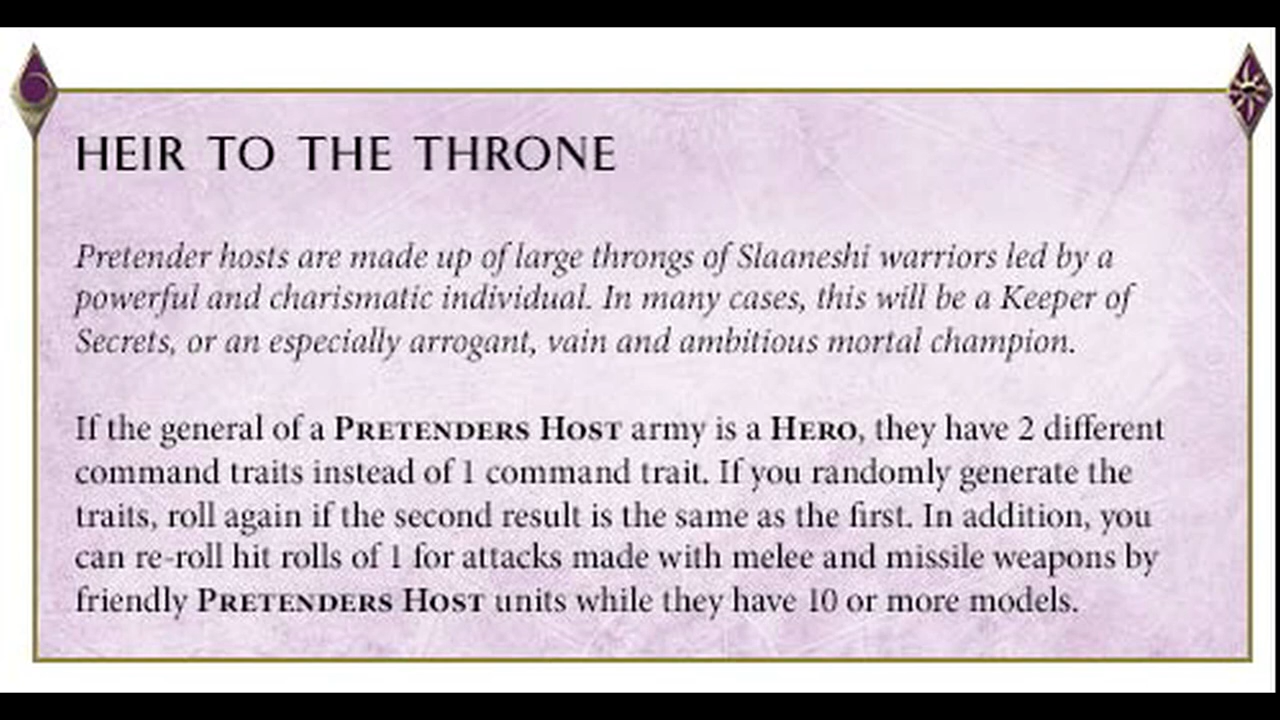 HEIR TO THE THRONE
Pretender hosts are made up of large throngs of Slaaneshi warriors led by a
powerful and charismatic individual. In many cases, this will be a Keeper of
Secrets, or an especially arrogant, vain and ambitious mortal champion.
If the general of a PRETENDERS HOST army is a HERO, they have 2 different
command traits instead of 1 command trait. If you randomly generate the
traits, roll again if the second result is the same as the first. In addition, you
can re-roll hit rolls of 1 for attacks made with melee and missile weapons by
friendly PRETENDERS HOST units while they have 10 or more models.